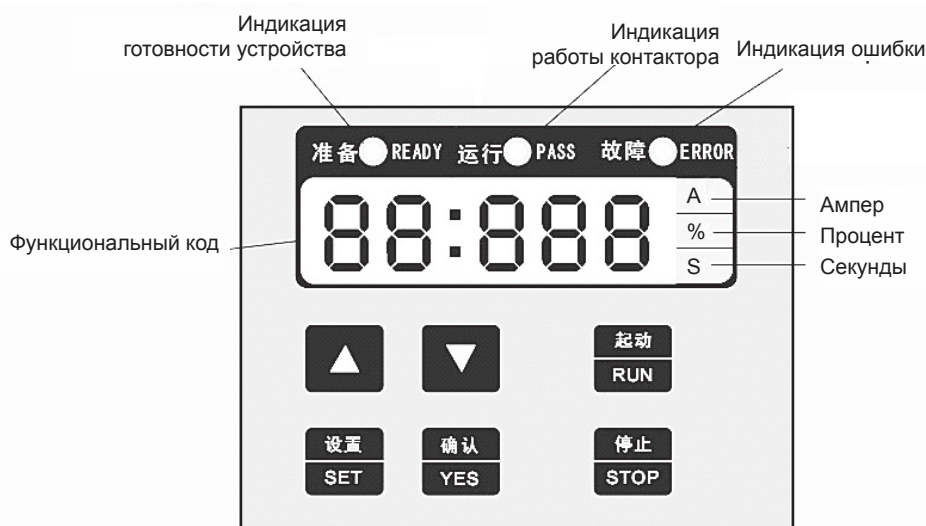 Индикация
готовности устройства
Индикация
работы контактора
Индикация ошибки
准备 READY 运行 PASS 故障 ERROR
88:888
A
%
S
Ампер
Процент
Секунды
Функциональный код
▲ ▼
起动
RUN
设置
SET
确认
YES
停止
STOP